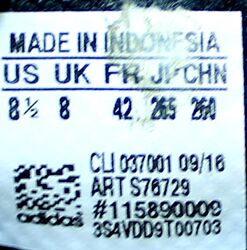 MADE IN INDONESIA
US UK FR JP CHN
8½ 8 42 265 260
CLI 037001 09/16
ART S76729
#115890009
3S4VDD9T00703
adidas